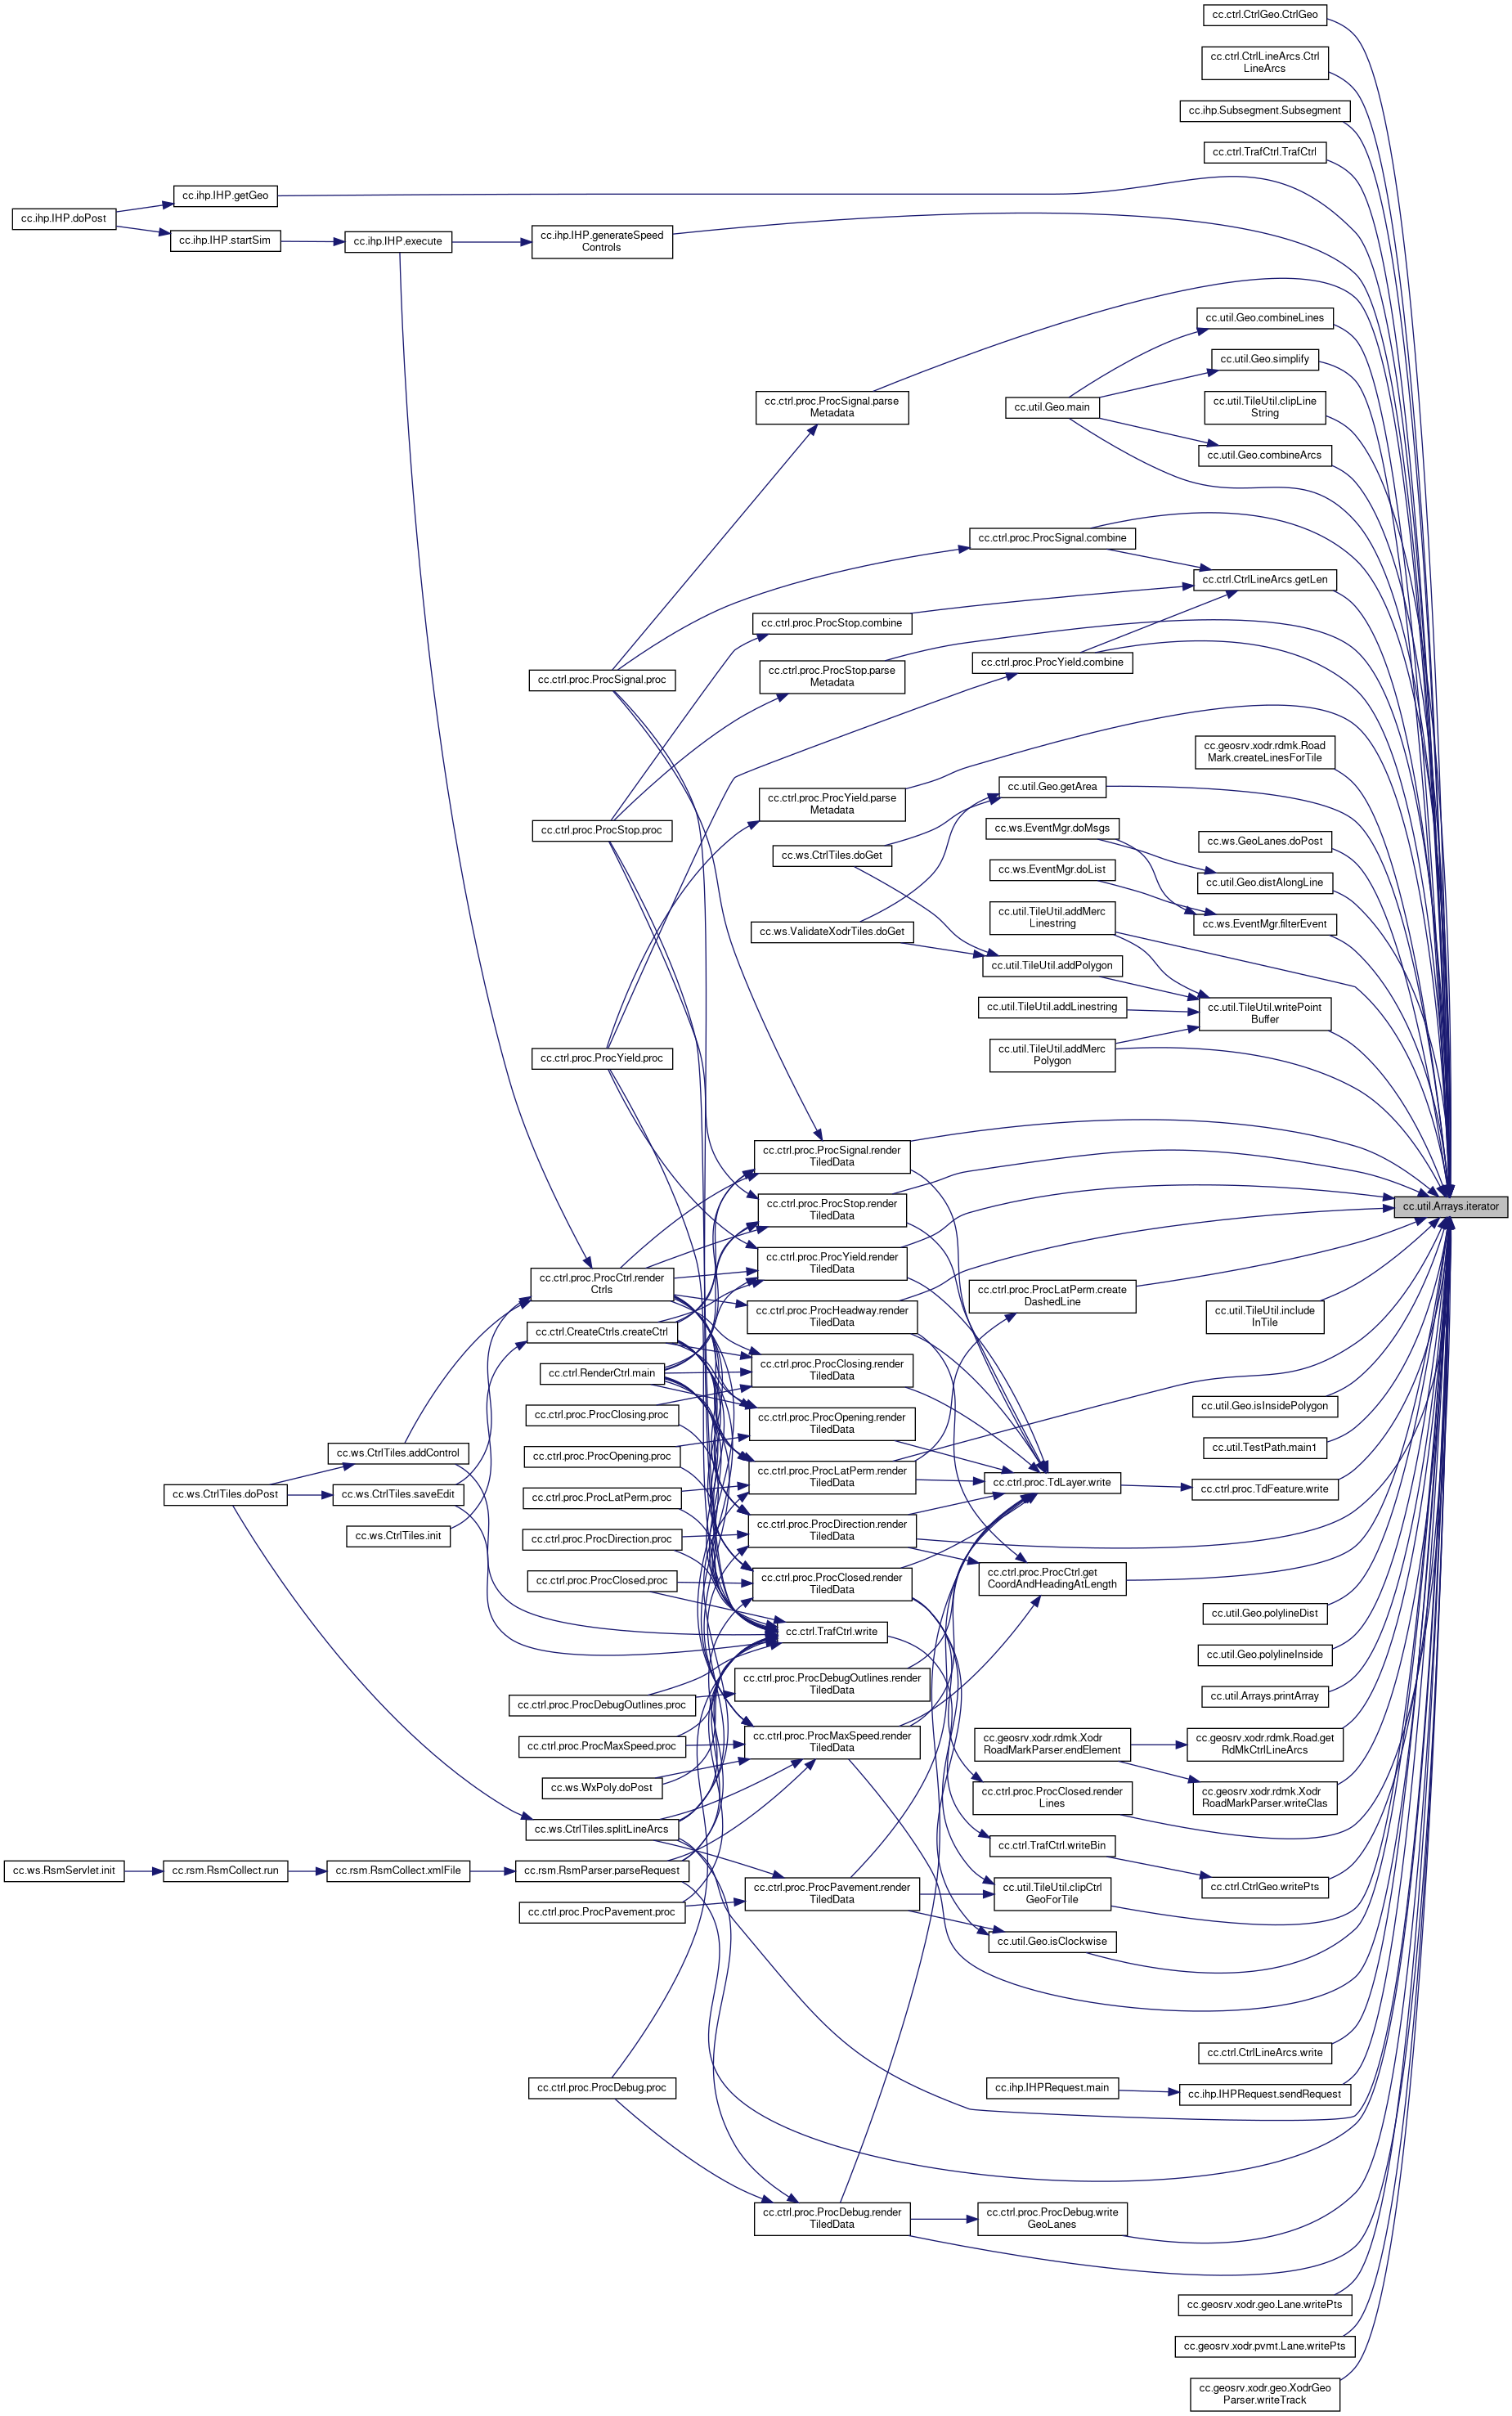 cc.ctrl.CtrlGeo.CtrlGeo
cc.ctrl.CtrlLineArcs.Ctrl
LineArcs
cc.ihp.Subsegment.Subsegment
cc.ctrl.TrafCtrl.TrafCtrl
cc.ihp.IHP.getGeo
cc.ihp.IHP.doPost
cc.ihp.IHP.startSim
cc.ihp.IHP.execute
cc.ihp.IHP.generateSpeed
Controls
cc.util.Geo.combineLines
cc.util.Geo.simplify
cc.ctrl.proc.ProcSignal.parse
Metadata
cc.util.Geo.main
cc.util.TileUtil.clipLine
String
cc.util.Geo.combineArcs
cc.ctrl.proc.ProcSignal.combine
cc.ctrl.CtrlLineArcs.getLen
cc.ctrl.proc.ProcStop.combine
cc.ctrl.proc.ProcYield.combine
cc.ctrl.proc.ProcStop.parse
Metadata
cc.ctrl.proc.ProcSignal.proc
cc.geosrv.xodr.rdmk.Road
Mark.createLinesForTile
cc.util.Geo.getArea
cc.ctrl.proc.ProcYield.parse
Metadata
cc.ctrl.proc.ProcStop.proc
cc.ws.EventMgr.doMsgs
cc.ws.GeoLanes.doPost
cc.ws.CtrlTiles.doGet
cc.ws.EventMgr.doList
cc.util.Geo.distAlongLine
cc.util.TileUtil.addMerc
Linestring
cc.ws.EventMgr.filterEvent
cc.ws.ValidateXodrTiles.doGet
cc.util.TileUtil.addPolygon
cc.util.TileUtil.addLinestring
cc.util.TileUtil.writePoint
Buffer
cc.util.TileUtil.addMerc
Polygon
cc.ctrl.proc.ProcYield.proc
cc.ctrl.proc.ProcSignal.render
TiledData
cc.util.Arrays.iterator
cc.ctrl.proc.ProcStop.render
TiledData
cc.ctrl.proc.ProcYield.render
TiledData
cc.ctrl.proc.ProcCtrl.render
Ctrls
cc.ctrl.proc.ProcLatPerm.create
DashedLine
cc.ctrl.proc.ProcHeadway.render
TiledData
cc.util.TileUtil.include
InTile
cc.ctrl.CreateCtrls.createCtrl
cc.ctrl.RenderCtrl.main
cc.ctrl.proc.ProcClosing.render
TiledData
cc.util.Geo.isInsidePolygon
cc.ctrl.proc.ProcClosing.proc
cc.ctrl.proc.ProcOpening.render
TiledData
cc.util.TestPath.main1
cc.ws.CtrlTiles.addControl
cc.ctrl.proc.ProcOpening.proc
cc.ctrl.proc.ProcLatPerm.render
TiledData
cc.ctrl.proc.TdLayer.write
cc.ctrl.proc.TdFeature.write
cc.ws.CtrlTiles.doPost
cc.ws.CtrlTiles.saveEdit
cc.ctrl.proc.ProcLatPerm.proc
cc.ws.CtrlTiles.init
cc.ctrl.proc.ProcDirection.proc
cc.ctrl.proc.ProcDirection.render
TiledData
cc.ctrl.proc.ProcClosed.proc
cc.ctrl.proc.ProcClosed.render
TiledData
cc.ctrl.proc.ProcCtrl.get
CoordAndHeadingAtLength
cc.util.Geo.polylineDist
cc.ctrl.TrafCtrl.write
cc.util.Geo.polylineInside
cc.ctrl.proc.ProcDebugOutlines.render
TiledData
cc.util.Arrays.printArray
cc.ctrl.proc.ProcDebugOutlines.proc
cc.ctrl.proc.ProcMaxSpeed.render
TiledData
cc.geosrv.xodr.rdmk.Xodr
RoadMarkParser.endElement
cc.geosrv.xodr.rdmk.Road.get
RdMkCtrlLineArcs
cc.ctrl.proc.ProcMaxSpeed.proc
cc.ws.WxPoly.doPost
cc.ctrl.proc.ProcClosed.render
Lines
cc.geosrv.xodr.rdmk.Xodr
RoadMarkParser.writeClas
cc.ws.CtrlTiles.splitLineArcs
cc.ctrl.TrafCtrl.writeBin
cc.ws.RsmServlet.init
cc.rsm.RsmCollect.run
cc.rsm.RsmCollect.xmlFile
cc.rsm.RsmParser.parseRequest
cc.ctrl.proc.ProcPavement.render
TiledData
cc.util.TileUtil.clipCtrl
GeoForTile
cc.ctrl.CtrlGeo.writePts
cc.ctrl.proc.ProcPavement.proc
cc.util.Geo.isClockwise
cc.ctrl.CtrlLineArcs.write
cc.ctrl.proc.ProcDebug.proc
cc.ihp.IHPRequest.main
cc.ihp.IHPRequest.sendRequest
cc.ctrl.proc.ProcDebug.render
TiledData
cc.ctrl.proc.ProcDebug.write
GeoLanes
cc.geosrv.xodr.geo.Lane.writePts
cc.geosrv.xodr.pvmt.Lane.writePts
cc.geosrv.xodr.geo.XodrGeo
Parser.writeTrack